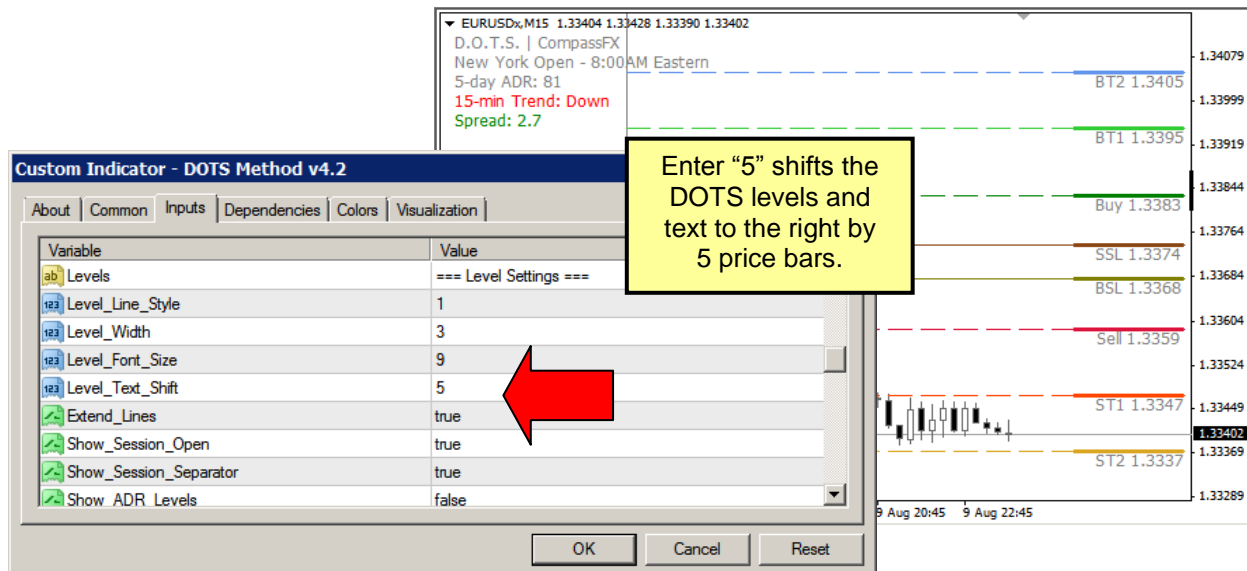 EURUSDx,M15 1.33404 1.33428 1.33390 1.33402
D.O.T.S. | CompassFX
New York Open - 8:00AM Eastern
5-day ADR: 81
15-min Trend: Down
Spread: 2.7
BT2 1.3405
BT1 1.3395
Buy 1.3383
SSL 1.3374
BSL 1.3368
Sell 1.3359
ST1 1.3347
ST2 1.3337
1.34079
1.33999
1.33919
1.33844
1.33764
1.33684
1.33604
1.33524
1.33449
1.33402
1.33369
1.33289
9 Aug 20:45 9 Aug 22:45
Enter “5” shifts the
DOTS levels and
text to the right by
5 price bars.
Custom Indicator - DOTS Method v4.2
About Common Inputs Dependencies Colors Visualization
Variable Value
ab Levels === Level Settings ===
123 Level_Line_Style 1
123 Level_Width 3
123 Level_Font_Size 9
123 Level_Text_Shift 5
Extend_Lines true
Show_Session_Open true
Show_Session_Separator true
Show_ADR_Levels false
OK Cancel Reset